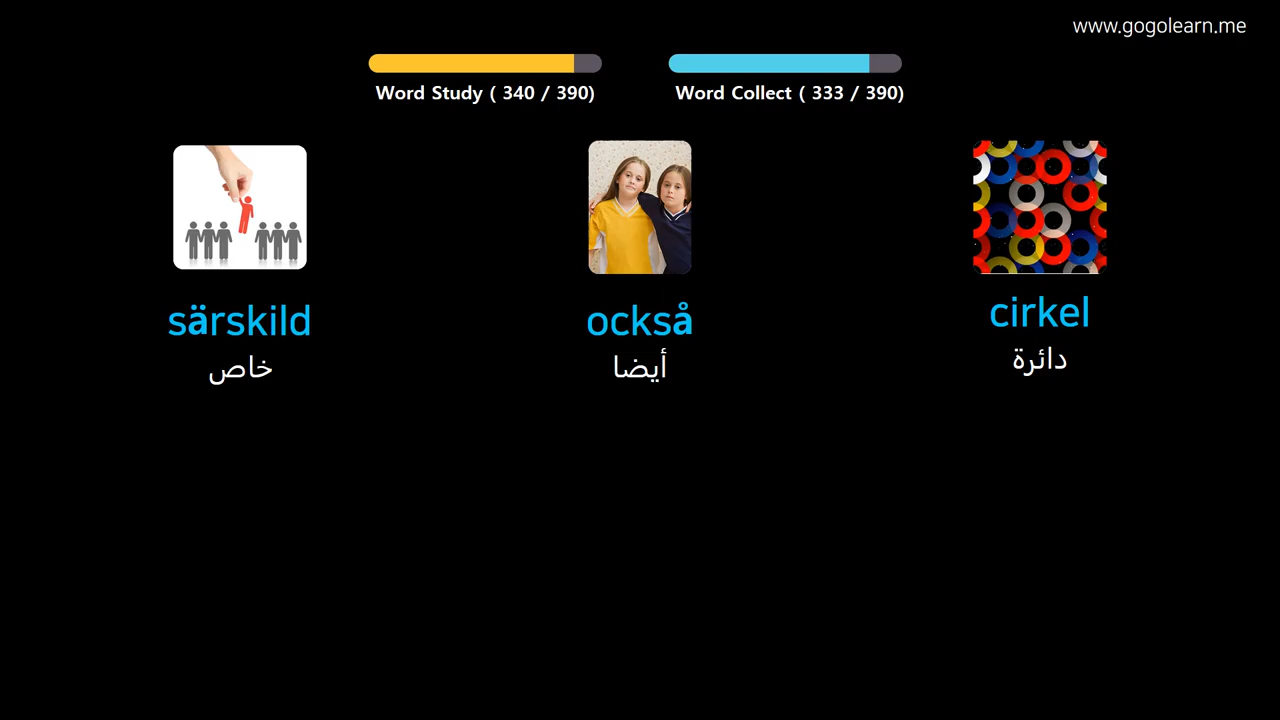 www.gogolearn.me
Word Study ( 340 / 390)
Word Collect ( 333 / 390)
särskild
خاص
också
أيضا
cirkel
دائرة